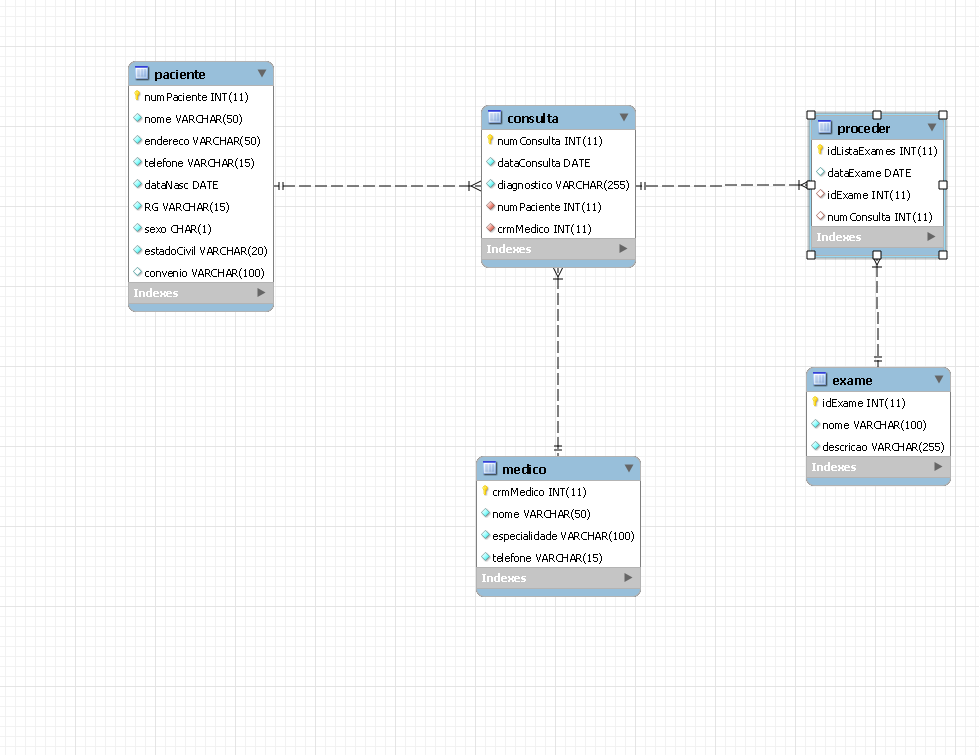 paciente
numPaciente INT(11)
nome VARCHAR(50)
endereco VARCHAR(50)
telefone VARCHAR(15)
dataNasc DATE
RG VARCHAR(15)
sexo CHAR(1)
estadoCivil VARCHAR(20)
convenio VARCHAR(100)
Indexes
consulta
numConsulta INT(11)
dataConsulta DATE
diagnostico VARCHAR(255)
numPaciente INT(11)
crmMedico INT(11)
Indexes
proceder
idListaExames INT(11)
dataExame DATE
idExame INT(11)
numConsulta INT(11)
Indexes
exame
idExame INT(11)
nome VARCHAR(100)
descricao VARCHAR(255)
Indexes
medico
crmMedico INT(11)
nome VARCHAR(50)
especialidade VARCHAR(100)
telefone VARCHAR(15)
Indexes